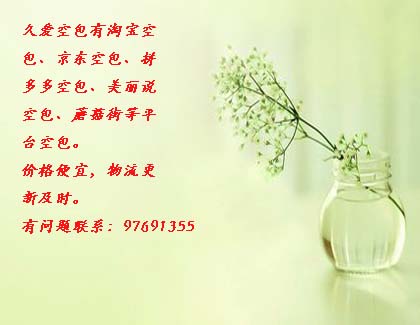 久爱空包有淘宝空
包、京东空包、拼
多多空包、美丽说
空包、蘑菇街等平
台空包。
价格便宜，物流更
新及时。
有问题联系：97691355